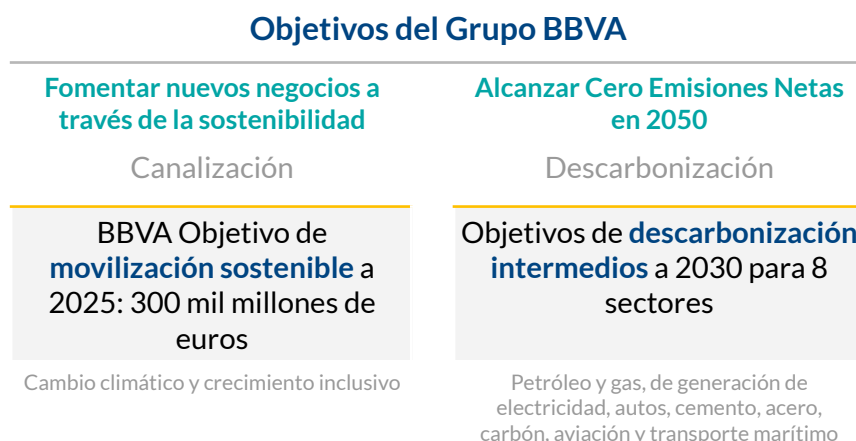 Objetivos del Grupo BBVA
Fomentar nuevos negocios a
través de la sostenibilidad
Canalización
BBVA Objetivo de
movilización sostenible a
2025: 300 mil millones de
euros
Cambio climático y crecimiento inclusivo
Alcanzar Cero Emisiones Netas
en 2050
Descarbonización
Objetivos de descarbonización
intermedios a 2030 para 8
sectores
Petróleo y gas, de generación de
electricidad, autos, cemento, acero,
carbón, aviación y transporte marítimo